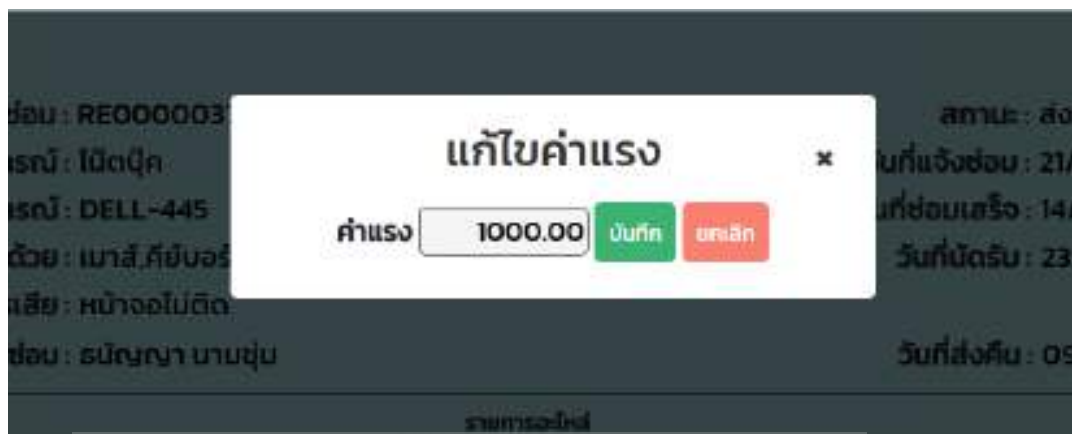 ซ่อม : RE0000003
สถานะ : ส่ง
แก้ไขค่าแรง
×
รณ์ : โน๊ตบุ๊ค
วันที่แจ้งซ่อม : 21/
รณ์ : DELL-445
ที่ซ่อมเสร็จ : 14/
ค่าแรง 1000.00 บันทึก ยกเลิก
ด้วย : เมาส์,คีย์บอร์
วันที่นัดรับ : 23
เสีย : หน้าจอไม่ติด
ซ่อม : ธนัญญา นามชุ่ม
วันที่ส่งคืน : 09
รายการอะไหล่